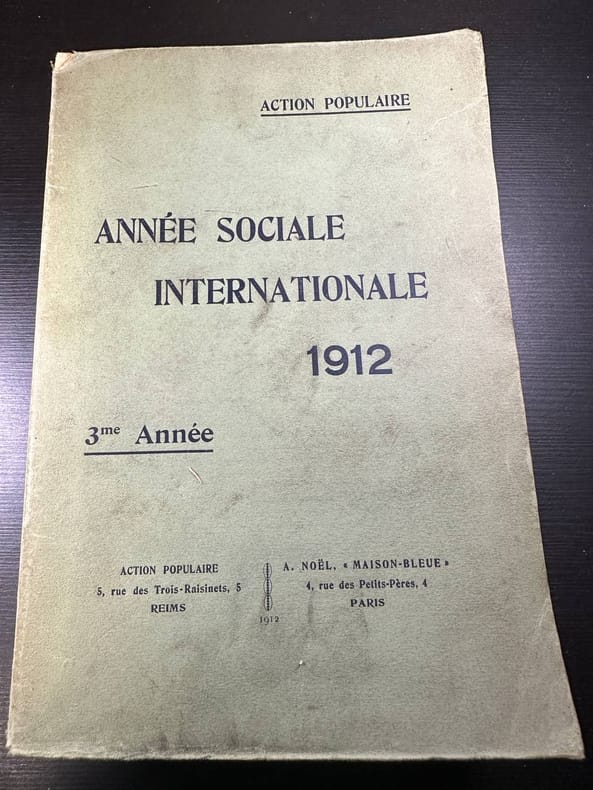 ACTION POPULAIRE
ANNÉE SOCIALE
INTERNATIONALE
1912
3me Année
ACTION POPULAIRE
5, rue des Trois-Raisinets, 5
REIMS
1912
A. NOËL, « MAISON-BLEUE »
4, rue des Petits-Pères, 4
PARIS